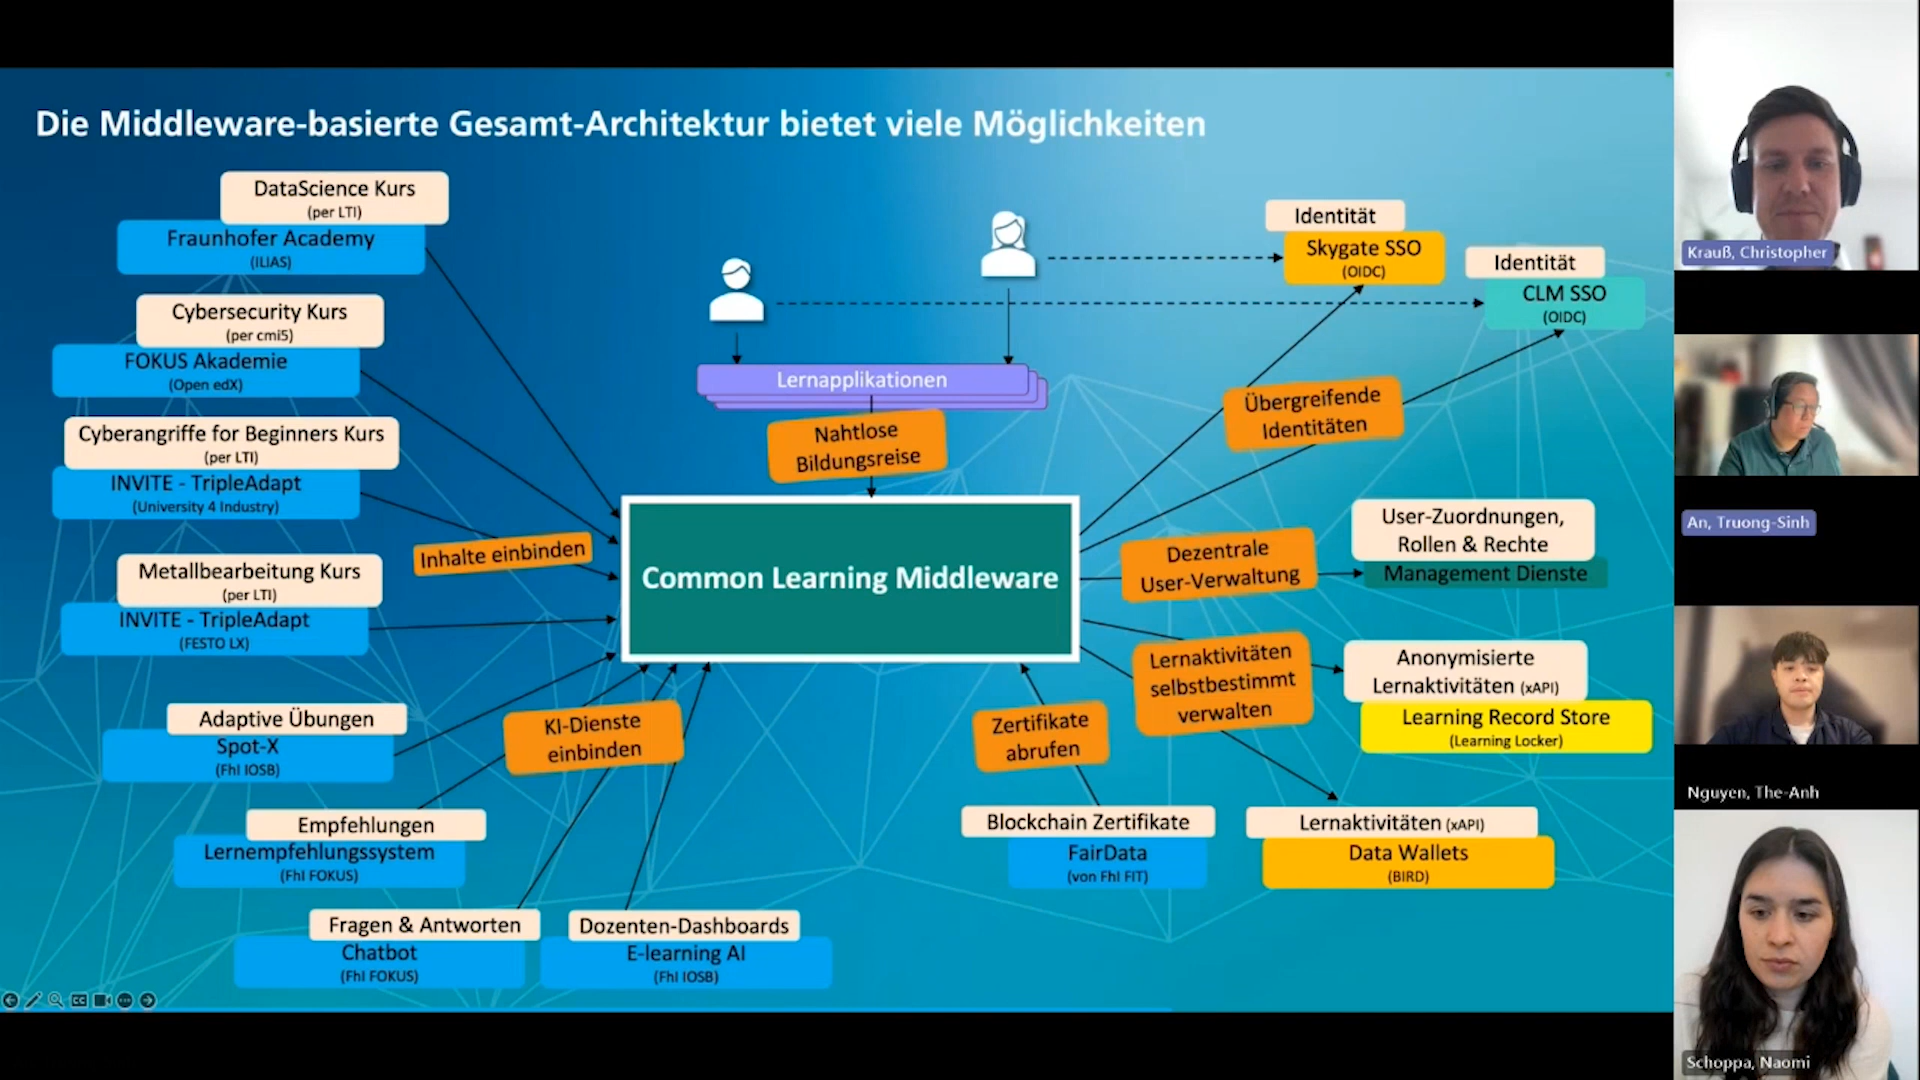 Die Middleware-basierte Gesamt-Architektur bietet viele Möglichkeiten
DataScience Kurs
(per LTI)
Fraunhofer Academy
(ILIAS)
Cybersecurity Kurs
(per cmi5)
FOKUS Akademie
(Open edX)
Cyberangriffe for Beginners Kurs
(per LTI)
INVITE - TripleAdapt
(University 4 Industry)
Metallbearbeitung Kurs
(per LTI)
INVITE - TripleAdapt
(FESTO LX)
Adaptive Übungen
Spot-X
(FhI IOSB)
Empfehlungen
Lernempfehlungssystem
(FhI FOKUS)
Fragen & Antworten
Chatbot
(FhI FOKUS)
Dozenten-Dashboards
E-learning AI
(FhI IOSB)
Inhalte einbinden
KI-Dienste
einbinden
Lernapplikationen
Nahtlose
Bildungsreise
Common Learning Middleware
Identität
Skygate SSO
(OIDC)
Identität
CLM SSO
(OIDC)
Übergreifende
Identitäten
Dezentrale
User-Verwaltung
User-Zuordnungen,
Rollen & Rechte
Management Dienste
Lernaktivitäten
selbstbestimmt
verwalten
Anonymisierte
Lernaktivitäten (xAPI)
Learning Record Store
(Learning Locker)
Zertifikate
abrufen
Blockchain Zertifikate
FairData
(von FhI FIT)
Lernaktivitäten (xAPI)
Data Wallets
(BIRD)
CC
Krauß, Christopher
An, Truong-Sinh
Nguyen, The-Anh
Schoppa, Naomi